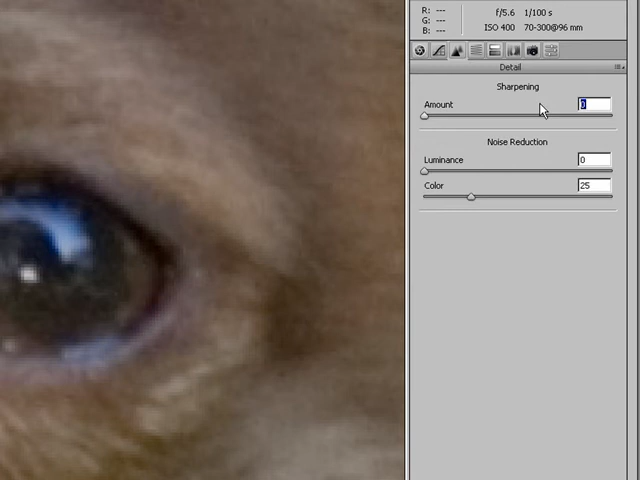 R: ---
G: ---
B: ---
f/5.6 1/100 s
ISO 400 70-300@96 mm
Detail
Sharpening
Amount 0
Noise Reduction
Luminance 0
Color 25